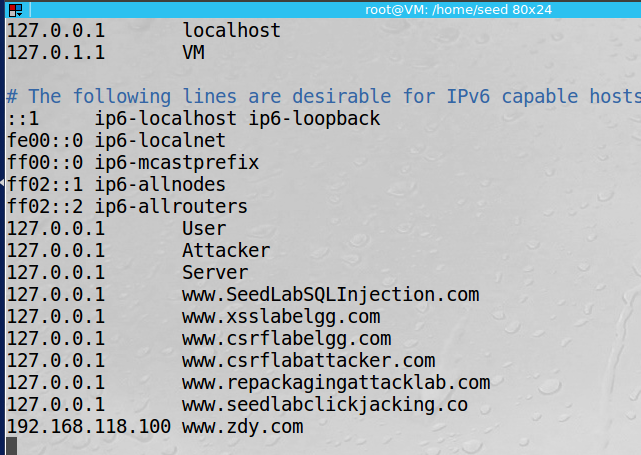 root@VM: /home/seed 80x24
127.0.0.1 localhost
127.0.1.1 VM
# The following lines are desirable for IPv6 capable hosts
::1 ip6-localhost ip6-loopback
fe00::0 ip6-localnet
ff00::0 ip6-mcastprefix
ff02::1 ip6-allnodes
ff02::2 ip6-allrouters
127.0.0.1 User
127.0.0.1 Attacker
127.0.0.1 Server
127.0.0.1 www.SeedLabSQLInjection.com
127.0.0.1 www.xsslabelgg.com
127.0.0.1 www.csrflabelgg.com
127.0.0.1 www.csrflabattacker.com
127.0.0.1 www.repackagingattacklab.com
127.0.0.1 www.seedlabclickjacking.co
192.168.118.100 www.zdy.com